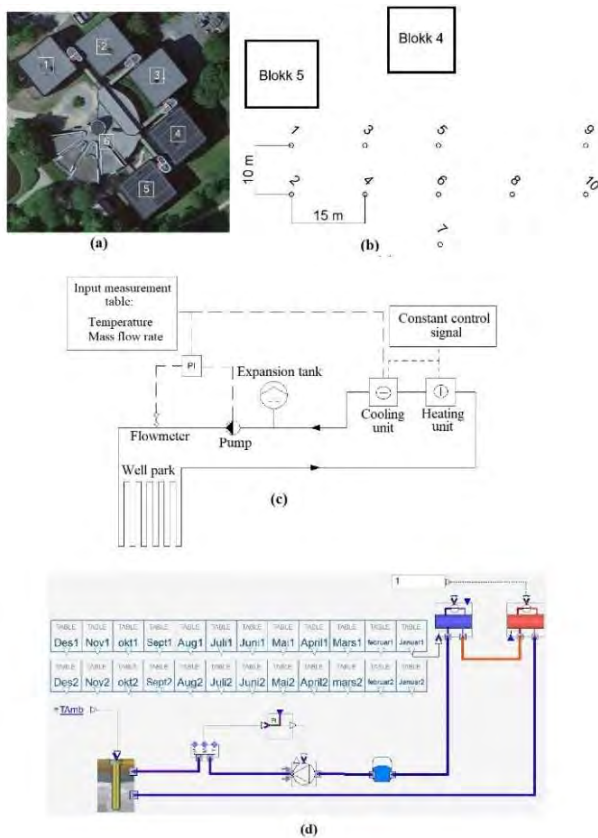 1
2
3
4
5
6
(a)
Blokk 5
Blokk 4
1
3
5
9
10 m
2
4
6
8
10
15 m
7
(b)
Input measurement
table:
Temperature
Mass flow rate
Constant control
signal
PI
Expansion tank
Cooling
unit
Heating
unit
Flowmeter
Pump
Well park
(c)
1
TABLE TABLE TABLE TABLE TABLE TABLE TABLE TABLE TABLE TABLE TABLE TABLE
Des1 Nov1 okt1 Sept1 Aug1 Juli1 Juni1 Mai1 April1 Mars1 februar1 Januar1
TABLE TABLE TABLE TABLE TABLE TABLE TABLE TABLE TABLE TABLE TABLE TABLE
Des2 Nov2 okt2 Sept2 Aug2 Juli2 Juni2 Mai2 April2 mars2 februar2 Januar2
TAmb
PI
(d)